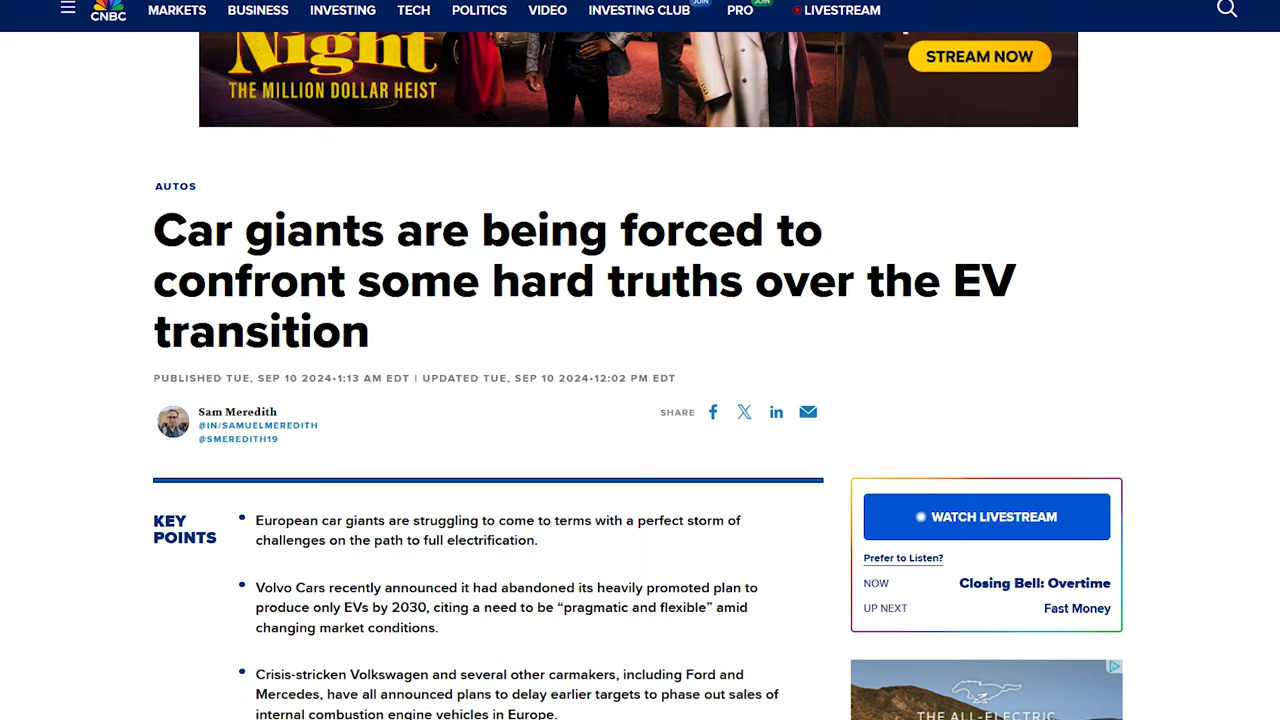 CNBC
MARKETS BUSINESS INVESTING TECH POLITICS VIDEO INVESTING CLUB JOIN PRO JOIN LIVESTREAM
Night
THE MILLION DOLLAR HEIST
STREAM NOW
AUTOS
Car giants are being forced to
confront some hard truths over the EV
transition
PUBLISHED TUE, SEP 10 2024•1:13 AM EDT | UPDATED TUE, SEP 10 2024•12:02 PM EDT
Sam Meredith
@IN/SAMUELMEREDITH
@SMEREDITH19
SHARE
KEY
POINTS
European car giants are struggling to come to terms with a perfect storm of
challenges on the path to full electrification.
Volvo Cars recently announced it had abandoned its heavily promoted plan to
produce only EVs by 2030, citing a need to be “pragmatic and flexible” amid
changing market conditions.
Crisis-stricken Volkswagen and several other carmakers, including Ford and
Mercedes, have all announced plans to delay earlier targets to phase out sales of
internal combustion engine vehicles in Europe.
WATCH LIVESTREAM
Prefer to Listen?
NOW Closing Bell: Overtime
UP NEXT Fast Money
THE ALL-ELECTRIC